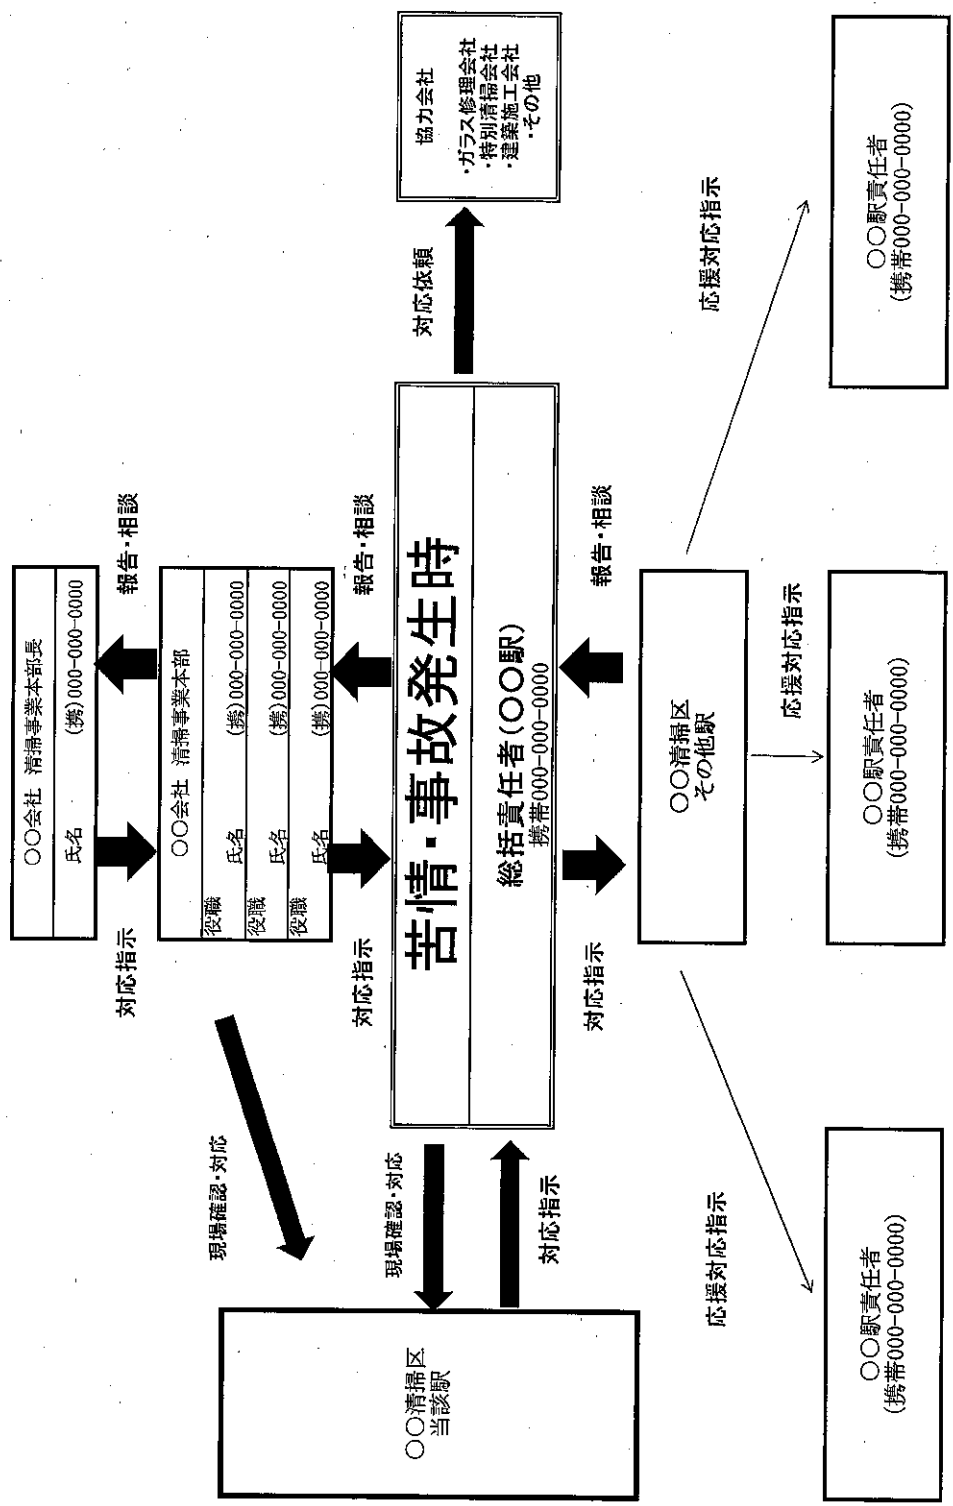 〇〇会社 清掃事業本部長
氏名 (携)000-000-0000
対応指示
報告・相談
〇〇会社 清掃事業本部
役職 氏名 (携)000-000-0000
役職 氏名 (携)000-000-0000
役職 氏名 (携)000-000-0000
現場確認・対応
対応指示
報告・相談
〇〇清掃区
当該駅
現場確認・対応
対応指示
苦情・事故発生時
総括責任者(〇〇駅)
携帯000-000-0000
対応依頼
協力会社
・ガラス修理会社
・特別清掃会社
・建築施工会社
・その他
対応指示
報告・相談
〇〇清掃区
その他駅
応援対応指示
応援対応指示
応援対応指示
〇〇駅責任者
(携帯000-000-0000)
〇〇駅責任者
(携帯000-000-0000)
〇〇駅責任者
(携帯000-000-0000)